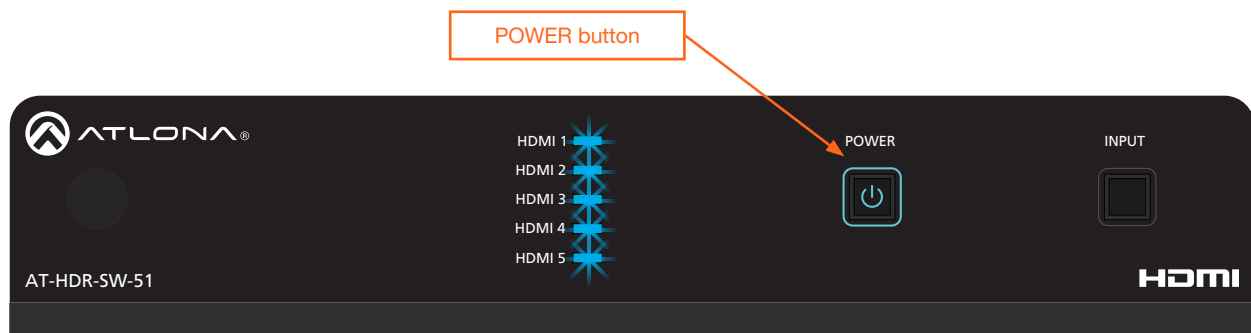 POWER button
ATLONA®
HDMI 1
HDMI 2
HDMI 3
HDMI 4
HDMI 5
POWER
INPUT
AT-HDR-SW-51
HDMI